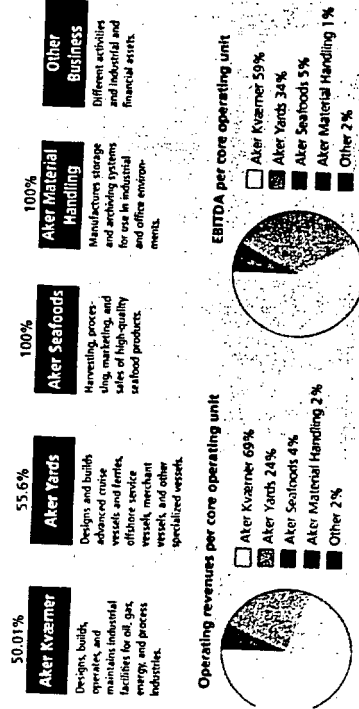 50.01%
Aker Kværner
Designs, builds,
operates, and
maintains industrial
facilities for oil, gas,
energy, and process
industries.
55.6%
Aker Yards
Designs and builds
advanced cruise
vessels and ferries,
offshore service
vessels, merchant
vessels, and other
specialized vessels.
100%
Aker Seafoods
Harvesting, proces-
sing, marketing, and
sales of high-quality
seafood products.
100%
Aker Material
Handling
Manufactures storage
and archiving systems
for use in industrial
and office environ-
ments.
Other
Business
Different activities
and industrial and
financial assets.
Operating revenues per core operating unit
Aker Kværner 69%
Aker Yards 24%
Aker Seafoods 4%
Aker Material Handling 2%
Other 2%
EBITDA per core operating unit
Aker Kværner 59%
Aker Yards 34%
Aker Seafoods 5%
Aker Material Handling 1%
Other 2%